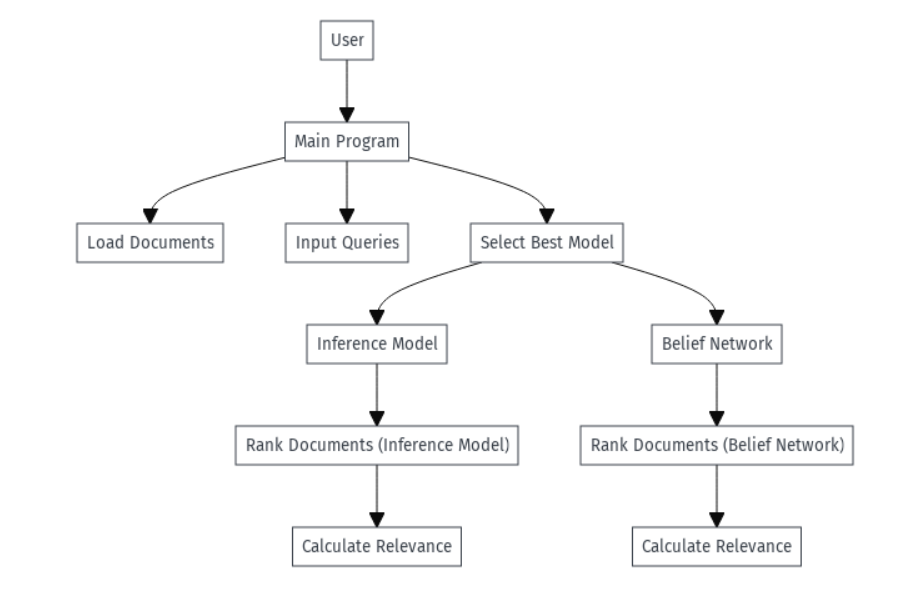 User
Main Program
Load Documents
Input Queries
Select Best Model
Inference Model
Belief Network
Rank Documents (Inference Model)
Rank Documents (Belief Network)
Calculate Relevance
Calculate Relevance